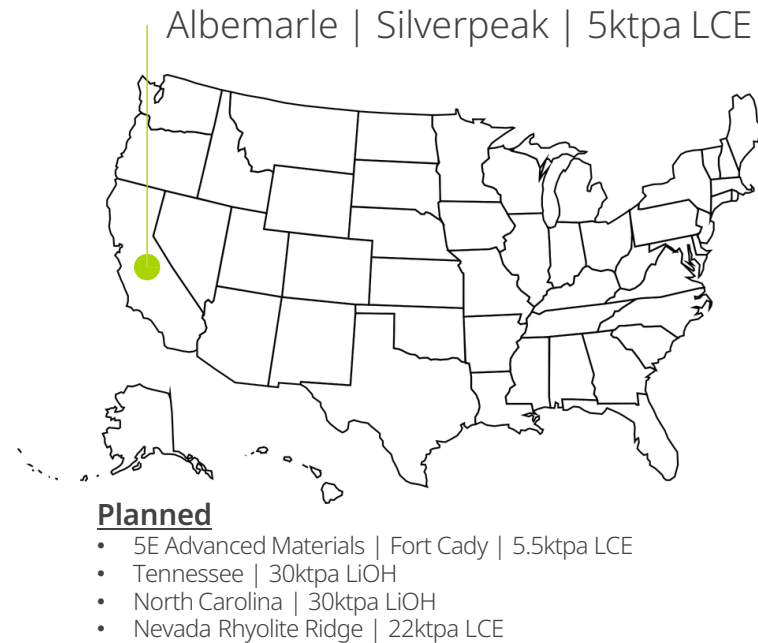 Albemarle | Silverpeak | 5ktpa LCE
Planned
• 5E Advanced Materials | Fort Cady | 5.5ktpa LCE
• Tennessee | 30ktpa LiOH
• North Carolina | 30ktpa LiOH
• Nevada Rhyolite Ridge | 22ktpa LCE